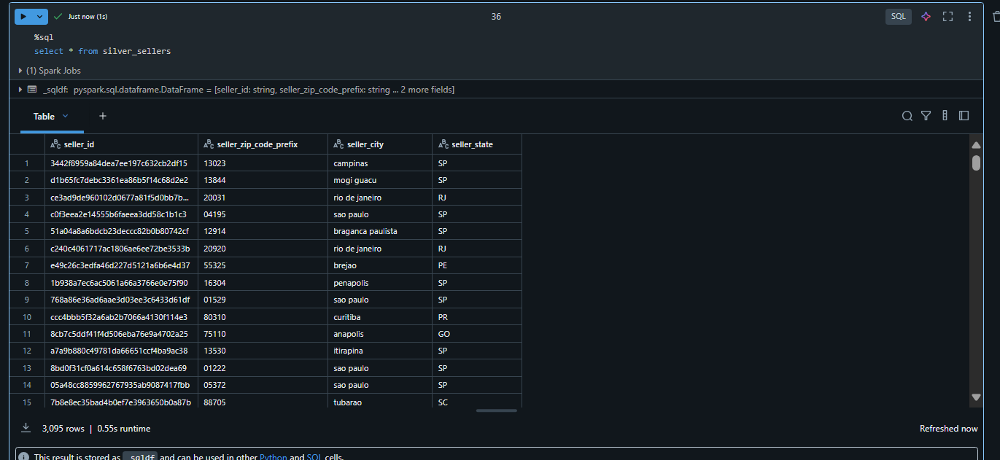 Just now (1s) 36 SQL
%sql
select * from silver_sellers
(1) Spark Jobs
_sqldf: pyspark.sql.dataframe.DataFrame = [seller_id: string, seller_zip_code_prefix: string ... 2 more fields]
Table +
seller_id seller_zip_code_prefix seller_city seller_state
1 3442f8959a84dea7ee197c632cb2df15 13023 campinas SP
2 d1b65fc7debc3361ea86b5f14c68d2e2 13844 mogi guacu SP
3 ce3ad9de960102d0677a81f5d0bb7b... 20031 rio de janeiro RJ
4 c0f3eea2e14555b6faeea3dd58c1b1c3 04195 sao paulo SP
5 51a04a8a6bdcb23deccc82b0b80742cf 12914 braganca paulista SP
6 c240c4061717ac1806ae6ee72be3533b 20920 rio de janeiro RJ
7 e49c26c3edfa46d227d5121a6b6e4d37 55325 brejao PE
8 1b938a7ec6ac5061a66a3766e0e75f90 16304 penapolis SP
9 768a86e36ad6aae3d03ee3c6433d61df 01529 sao paulo SP
10 ccc4bbb5f32a6ab2b7066a4130f114e3 80310 curitiba PR
11 8cb7c5ddf41f4d506eba76e9a4702a25 75110 anapolis GO
12 a7a9b880c49781da66651ccf4ba9ac38 13530 itirapina SP
13 8bd0f31cf0a614c658f6763bd02dea69 01222 sao paulo SP
14 05a48cc8859962767935ab9087417fbb 05372 sao paulo SP
15 7b8e8ec35bad4b0ef7e3963650b0a87b 88705 tubarao SC
3,095 rows | 0.55s runtime Refreshed now
This result is stored as _sqldf and can be used in other Python and SQL cells.